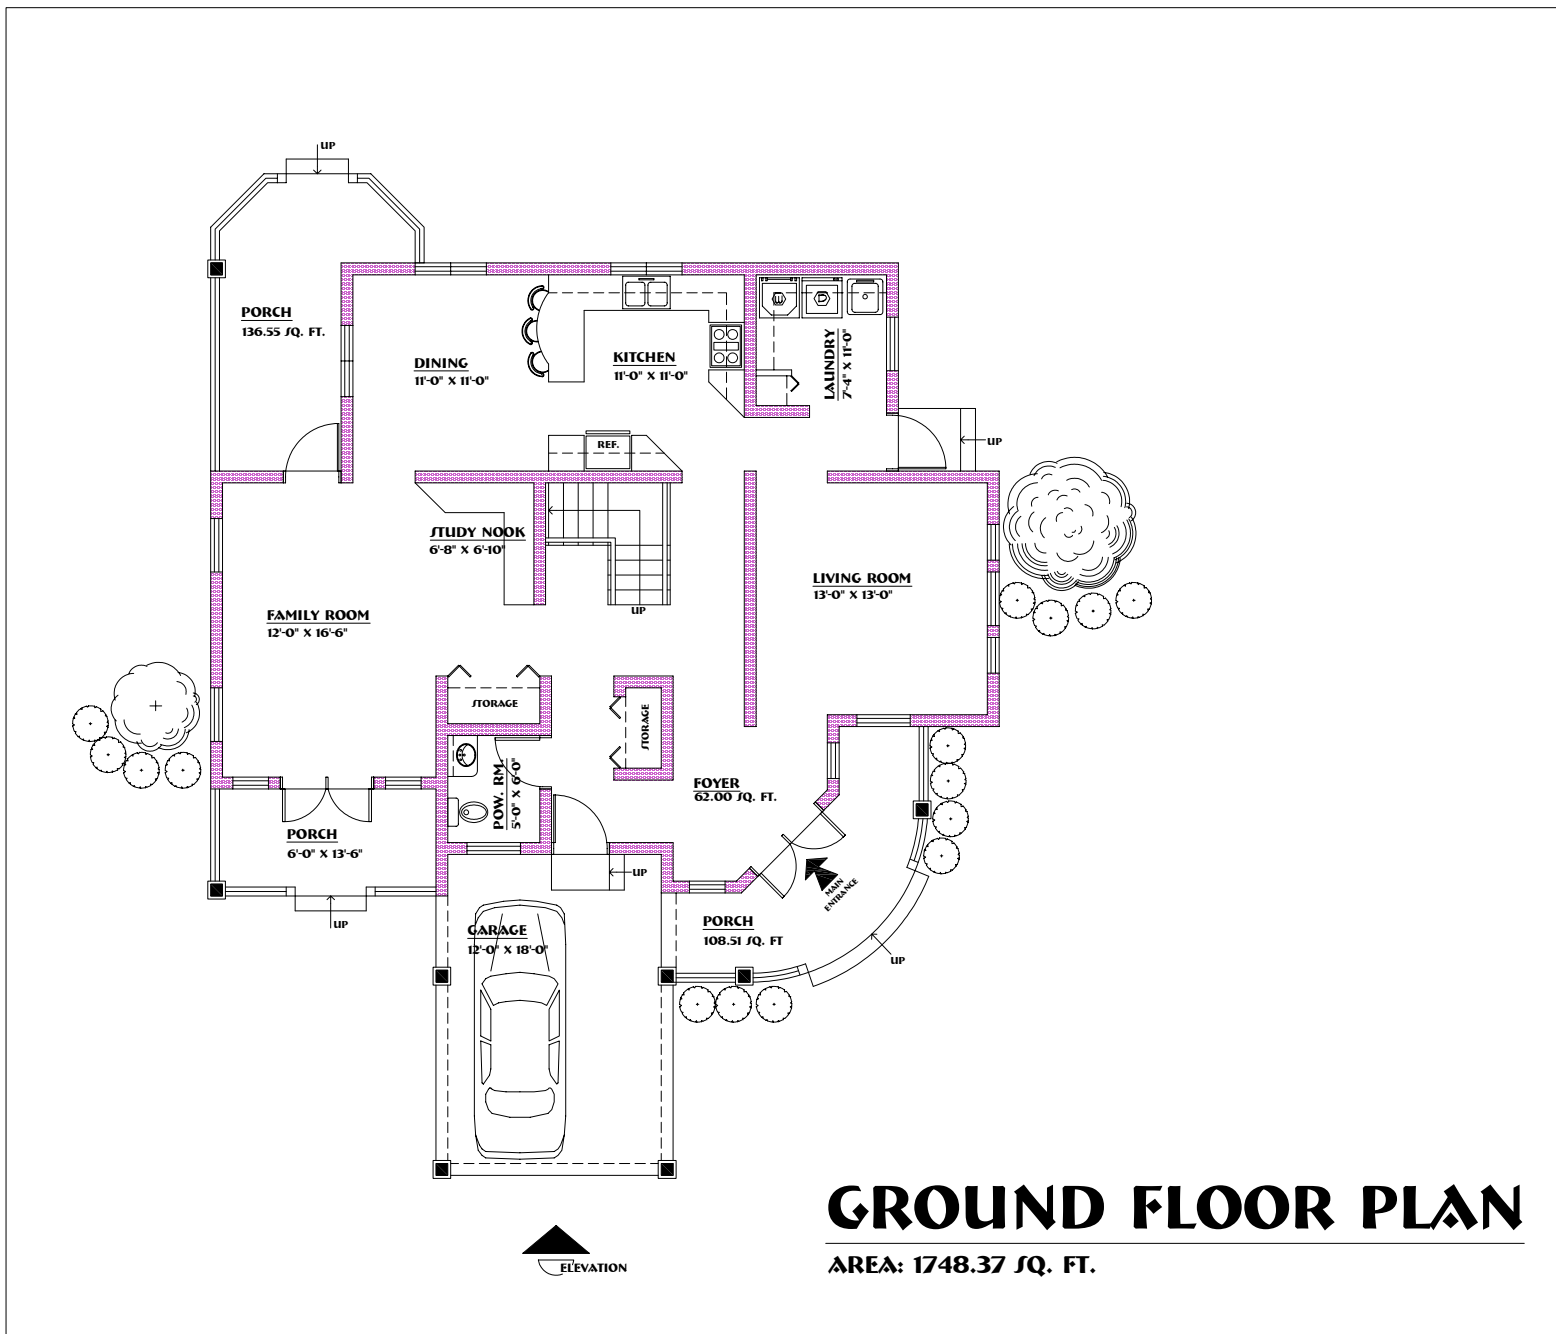 UP
PORCH
136.55 SQ. FT.
DINING
11'-0" X 11'-0"
KITCHEN
11'-0" X 11'-0"
W
D
LAUNDRY
7'-4" X 11'-0"
REF.
UP
STUDY NOOK
6'-8" X 6'-10"
UP
LIVING ROOM
13'-0" X 13'-0"
FAMILY ROOM
12'-0" X 16'-6"
STORAGE
STORAGE
POW. RM.
5'-0" X 6'-0"
FOYER
62.00 SQ. FT.
PORCH
6'-0" X 13'-6"
UP
UP
MAIN
ENTRANCE
GARAGE
12'-0" X 18'-0"
PORCH
108.51 SQ. FT
UP
GROUND FLOOR PLAN
AREA: 1748.37 SQ. FT.
ELEVATION